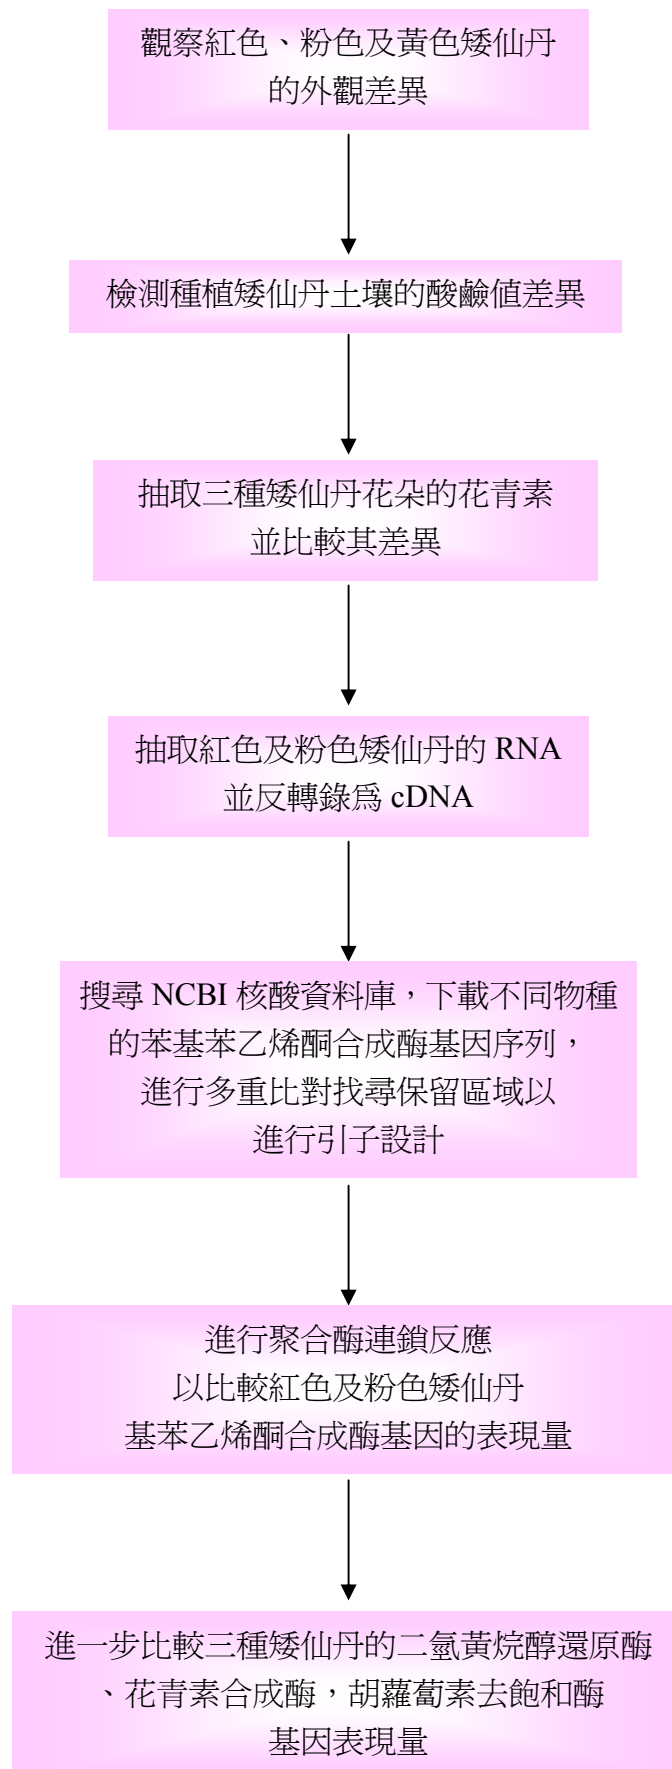 觀察紅色、粉色及黃色矮仙丹
的外觀差異
檢測種植矮仙丹土壤的酸鹼值差異
抽取三種矮仙丹花朵的花青素
並比較其差異
抽取紅色及粉色矮仙丹的 RNA
並反轉錄爲 cDNA
搜尋 NCBI 核酸資料庫，下載不同物種
的苯基苯乙烯酮合成酶基因序列，
進行多重比對找尋保留區域以
進行引子設計
進行聚合酶連鎖反應
以比較紅色及粉色矮仙丹
基苯乙烯酮合成酶基因的表現量
進一步比較三種矮仙丹的二氫黃烷醇還原酶
、花青素合成酶，胡蘿蔔素去飽和酶
基因表現量